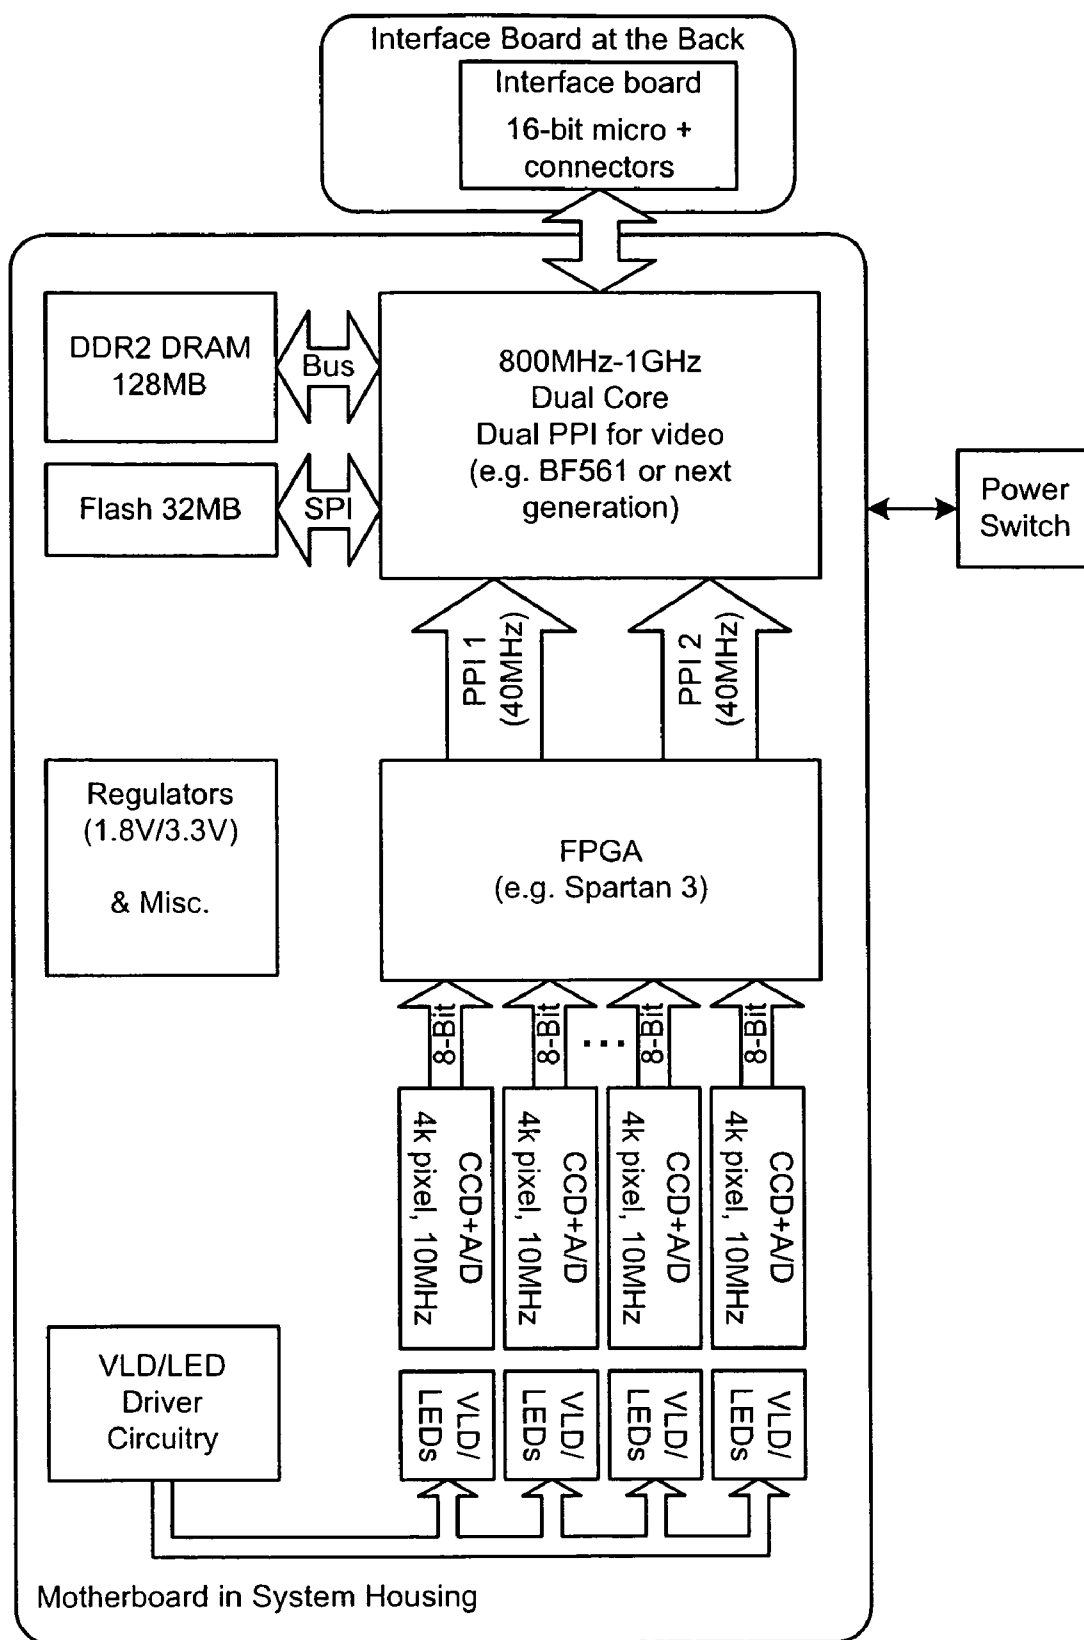 Interface Board at the Back
Interface board
16-bit micro +
connectors
DDR2 DRAM
128MB
Bus
800MHz-1GHz
Dual Core
Dual PPI for video
(e.g. BF561 or next
generation)
Flash 32MB
SPI
Power
Switch
PPI 1
(40MHz)
PPI 2
(40MHz)
Regulators
(1.8V/3.3V)
& Misc.
FPGA
(e.g. Spartan 3)
8-Bit
8-Bit
...
8-Bit
8-Bit
CCD+A/D
4k pixel, 10MHz
CCD+A/D
4k pixel, 10MHz
CCD+A/D
4k pixel, 10MHz
CCD+A/D
4k pixel, 10MHz
VLD/LED
Driver
Circuitry
VLD/
LEDs
VLD/
LEDs
VLD/
LEDs
VLD/
LEDs
Motherboard in System Housing